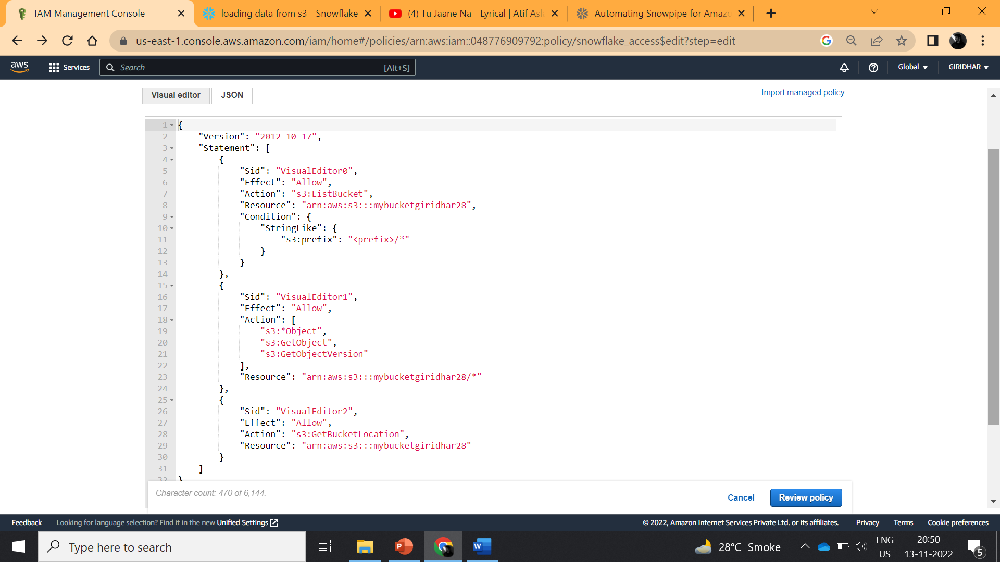 IAM Management Console
loading data from s3 - Snowflake
(4) Tu Jaane Na - Lyrical | Atif Asl
Automating Snowpipe for Amazo
us-east-1.console.aws.amazon.com/iam/home#/policies/arn:aws:iam::048776909792:policy/snowflake_access$edit?step=edit
aws
Services
Search
[Alt+S]
Global
GIRIDHAR
Visual editor
JSON
Import managed policy
1 {
2 "Version": "2012-10-17",
3 "Statement": [
4 {
5 "Sid": "VisualEditor0",
6 "Effect": "Allow",
7 "Action": "s3:ListBucket",
8 "Resource": "arn:aws:s3:::mybucketgiridhar28",
9 "Condition": {
10 "StringLike": {
11 "s3:prefix": "<prefix>/*"
12 }
13 }
14 },
15 {
16 "Sid": "VisualEditor1",
17 "Effect": "Allow",
18 "Action": [
19 "s3:*Object",
20 "s3:GetObject",
21 "s3:GetObjectVersion"
22 ],
23 "Resource": "arn:aws:s3:::mybucketgiridhar28/*"
24 },
25 {
26 "Sid": "VisualEditor2",
27 "Effect": "Allow",
28 "Action": "s3:GetBucketLocation",
29 "Resource": "arn:aws:s3:::mybucketgiridhar28"
30 }
31 ]
32 }
Character count: 470 of 6,144.
Cancel
Review policy
Feedback
Looking for language selection? Find it in the new Unified Settings
© 2022, Amazon Internet Services Private Ltd. or its affiliates.
Privacy
Terms
Cookie preferences
Type here to search
P
W
28°C Smoke
ENG
US
20:50
13-11-2022
5